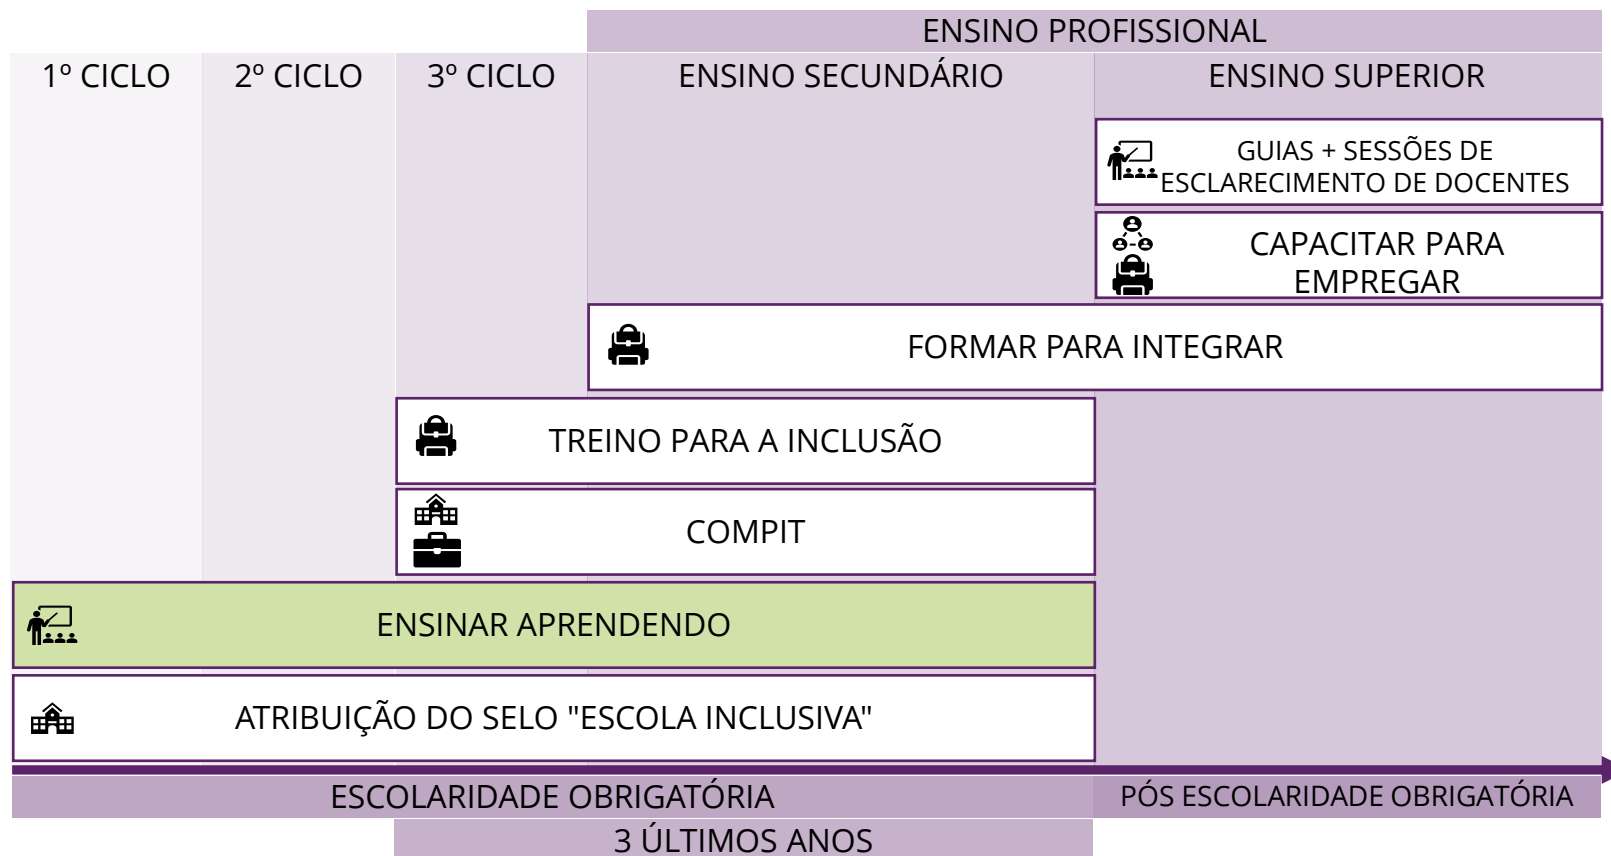 ENSINO PROFISSIONAL
1º CICLO
2º CICLO
3º CICLO
ENSINO SECUNDÁRIO
ENSINO SUPERIOR
GUIAS + SESSÕES DE
ESCLARECIMENTO DE DOCENTES
CAPACITAR PARA
EMPREGAR
FORMAR PARA INTEGRAR
TREINO PARA A INCLUSÃO
COMPIT
ENSINAR APRENDENDO
ATRIBUIÇÃO DO SELO "ESCOLA INCLUSIVA"
ESCOLARIDADE OBRIGATÓRIA
PÓS ESCOLARIDADE OBRIGATÓRIA
3 ÚLTIMOS ANOS